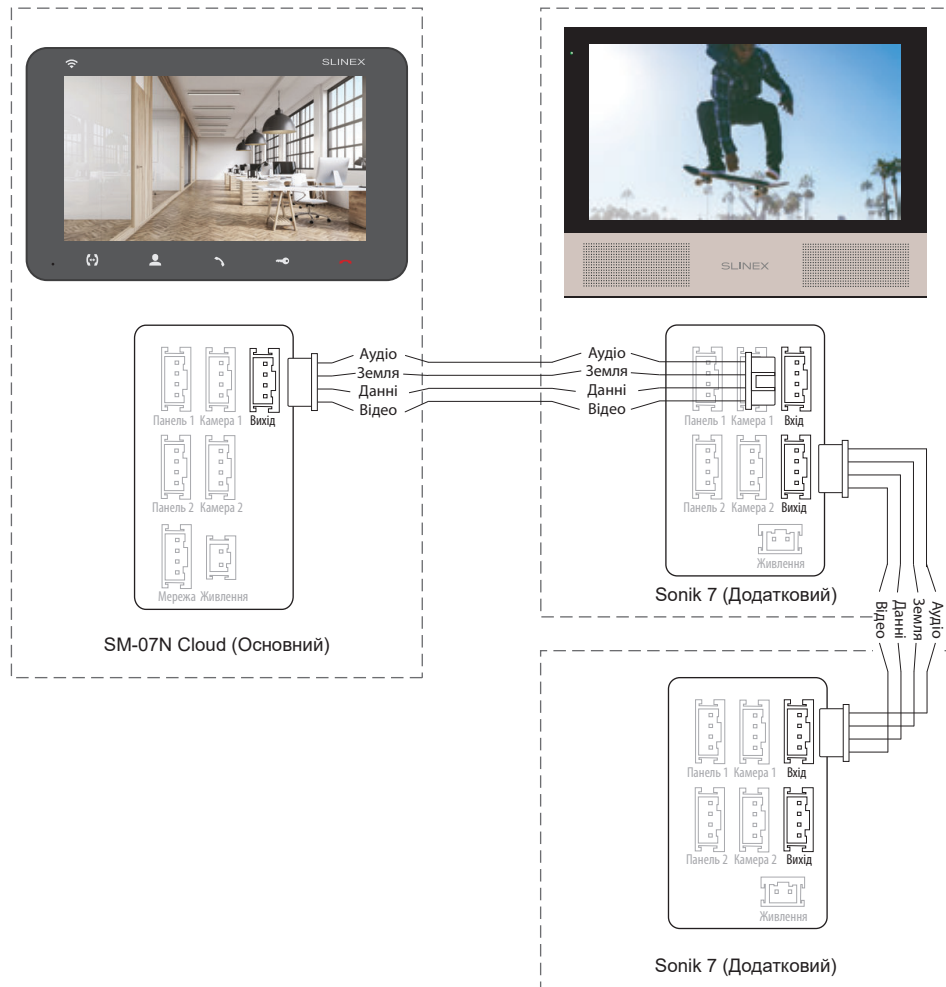 SLINEX
SLINEX
Аудіо
Земля
Данні
Відео
Аудіо
Земля
Данні
Відео
Панель 1 Камера 1 Вихід
Панель 2 Камера 2
Мережа Живлення
SM-07N Cloud (Основний)
Панель 1 Камера 1 Вхід
Панель 2 Камера 2 Вихід
Живлення
Sonik 7 (Додатковий)
Відео
Данні
Земля
Аудіо
Панель 1 Камера 1 Вхід
Панель 2 Камера 2 Вихід
Живлення
Sonik 7 (Додатковий)